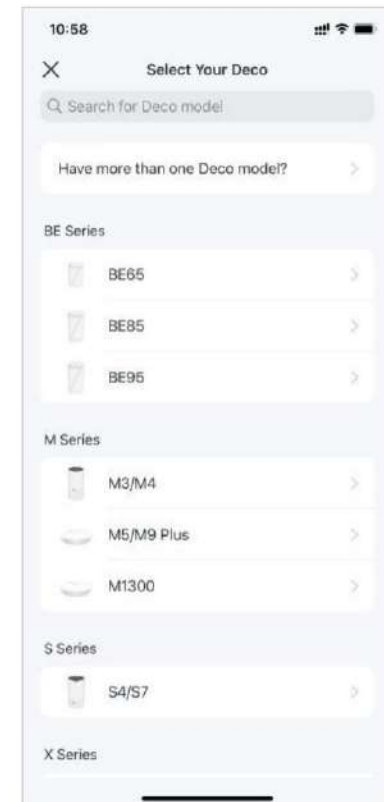 10:58
Select Your Deco
Search for Deco model
Have more than one Deco model?
BE Series
BE65
BE85
BE95
M Series
M3/M4
M5/M9 Plus
M1300
S Series
S4/S7
X Series